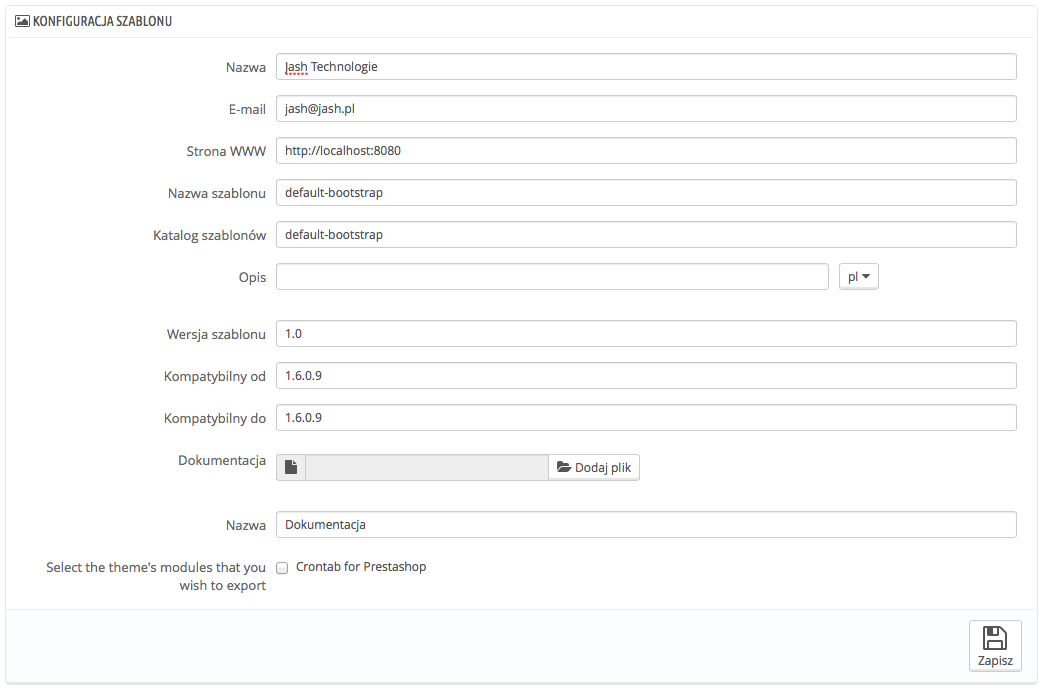 KONFIGURACJA SZABLONU
Nazwa Jash Technologie
E-mail jash@jash.pl
Strona WWW http://localhost:8080
Nazwa szablonu default-bootstrap
Katalog szablonów default-bootstrap
Opis pl
Wersja szablonu 1.0
Kompatybilny od 1.6.0.9
Kompatybilny do 1.6.0.9
Dokumentacja Dodaj plik
Nazwa Dokumentacja
Select the theme's modules that you Crontab for Prestashop
wish to export
Zapisz